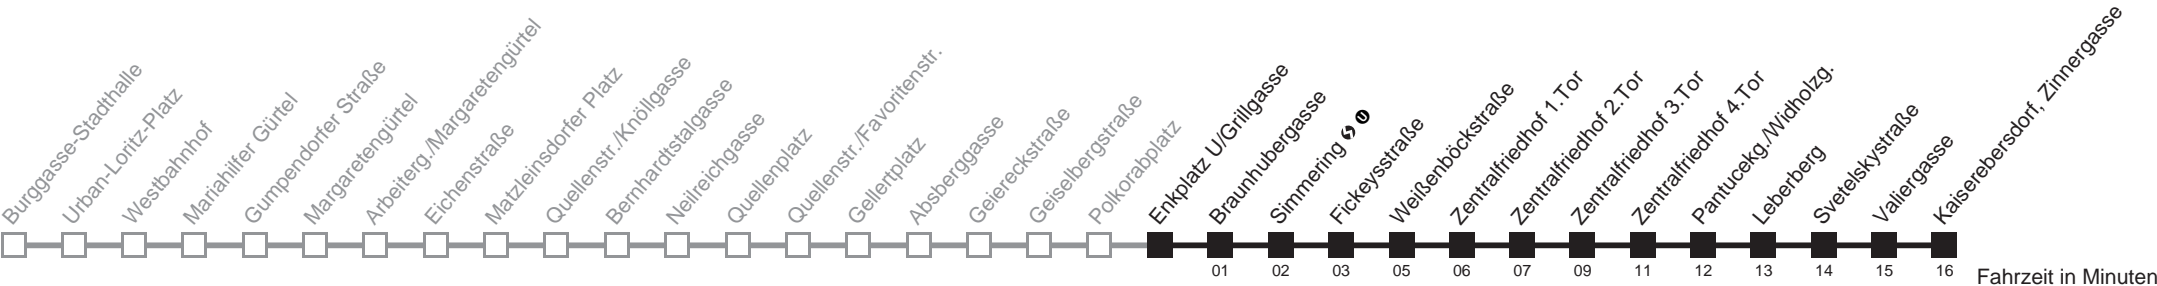 Burggasse-Stadthalle
Urban-Loritz-Platz
Westbahnhof
Mariahilfer Gürtel
Gumpendorfer Straße
Margaretengürtel
Arbeiterg./Margaretengürtel
Eichenstraße
Matzleinsdorfer Platz
Quellenstr./Knöllgasse
Bernhardtstalgasse
Neilreichgasse
Quellenplatz
Quellenstr./Favoritenstr.
Gellertplatz
Absberggasse
Geiereckstraße
Geiselbergstraße
Polkorabplatz
Enkplatz U/Grillgasse
Braunhubergasse
Simmering S U
Fickeysstraße
Weißenböckstraße
Zentralfriedhof 1.Tor
Zentralfriedhof 2.Tor
Zentralfriedhof 3.Tor
Zentralfriedhof 4.Tor
Pantucekg./Widholzg.
Leberberg
Svetelskystraße
Valiergasse
Kaiserebersdorf, Zinnergasse
01 02 03 05 06 07 09 11 12 13 14 15 16
Fahrzeit in Minuten